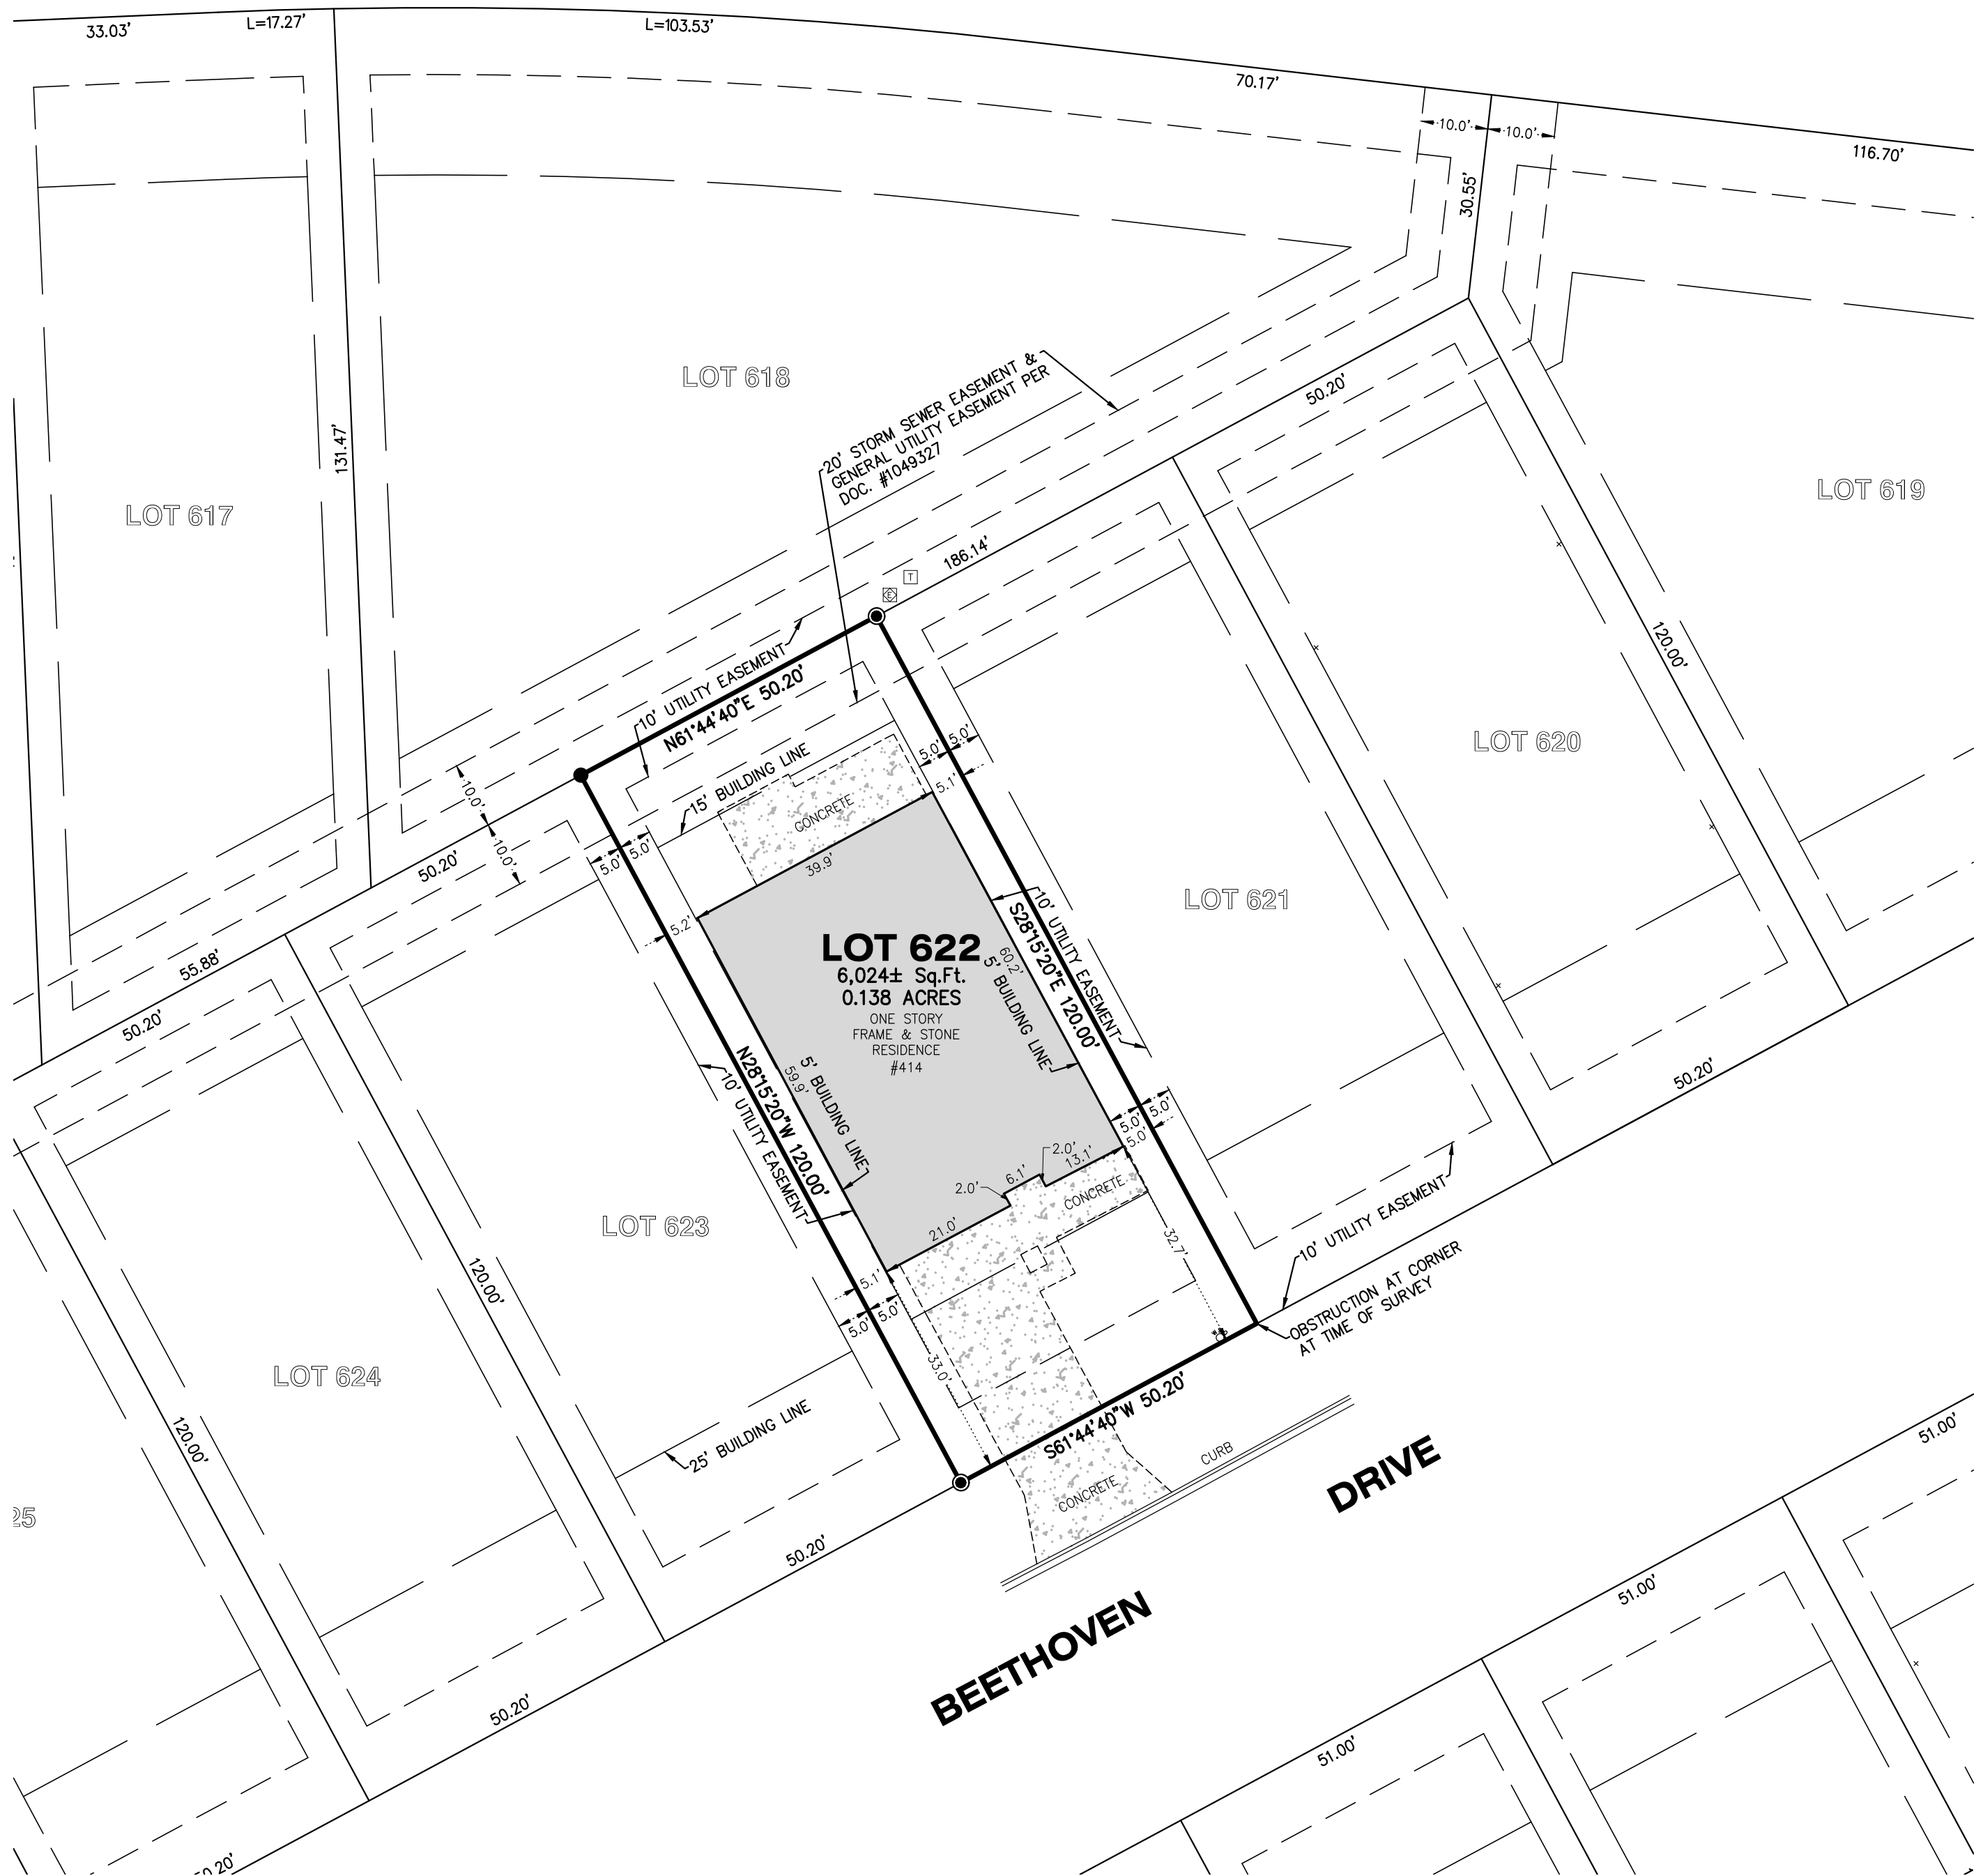 33.03'
L=17.27'
L=103.53'
70.17'
10.0'
10.0'
116.70'
30.55'
LOT 618
20' STORM SEWER EASEMENT &
GENERAL UTILITY EASEMENT PER
DOC. #1049327
50.20'
131.47'
LOT 617
LOT 619
186.14'
T
E
120.00'
10' UTILITY EASEMENT
N61°44'40"E 50.20'
15' BUILDING LINE
5.0'
5.0'
5.1'
LOT 620
10.0'
10.0'
CONCRETE
39.9'
5.0'
5.0'
50.20'
5.2'
LOT 621
LOT 622
6,024± Sq.Ft.
0.138 ACRES
ONE STORY
FRAME & STONE
RESIDENCE
#414
60.2'
5' BUILDING LINE
S28°15'20"E 120.00'
10' UTILITY EASEMENT
55.88'
50.20'
59.9'
5' BUILDING LINE
N28°15'20"W 120.00'
10' UTILITY EASEMENT
5.0'
5.0'
5.0'
50.20'
2.0'
13.1'
6.1'
2.0'
21.0'
CONCRETE
32.7'
10' UTILITY EASEMENT
LOT 623
120.00'
5.1'
5.0'
5.0'
33.0'
OBSTRUCTION AT CORNER
AT TIME OF SURVEY
LOT 624
120.00'
25' BUILDING LINE
S61°44'40"W 50.20'
CURB
CONCRETE
DRIVE
51.00'
25
50.20'
BEETHOVEN
51.00'
50.20'
51.00'
50.20'